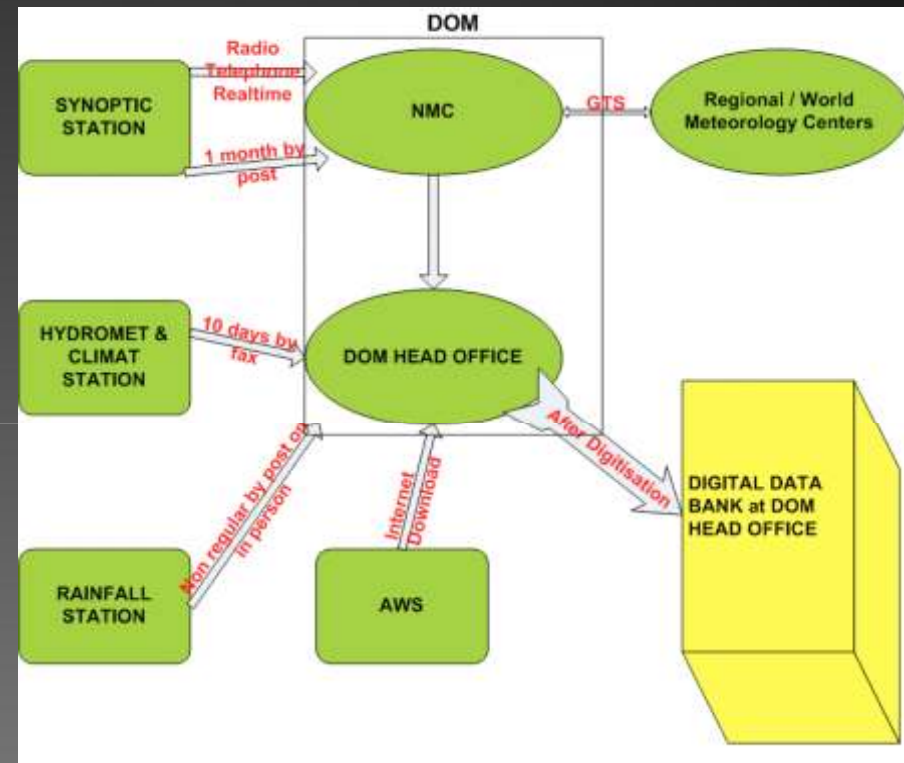 DOM
Radio
Telephone
Realtime
SYNOPTIC
STATION
NMC
GTS
Regional / World
Meteorology Centers
1 month by
post
HYDROMET &
CLIMAT
STATION
10 days by
fax
DOM HEAD OFFICE
After Digitisation
DIGITAL DATA
BANK at DOM
HEAD OFFICE
Non regular by post on
in person
Internet
Download
RAINFALL
STATION
AWS